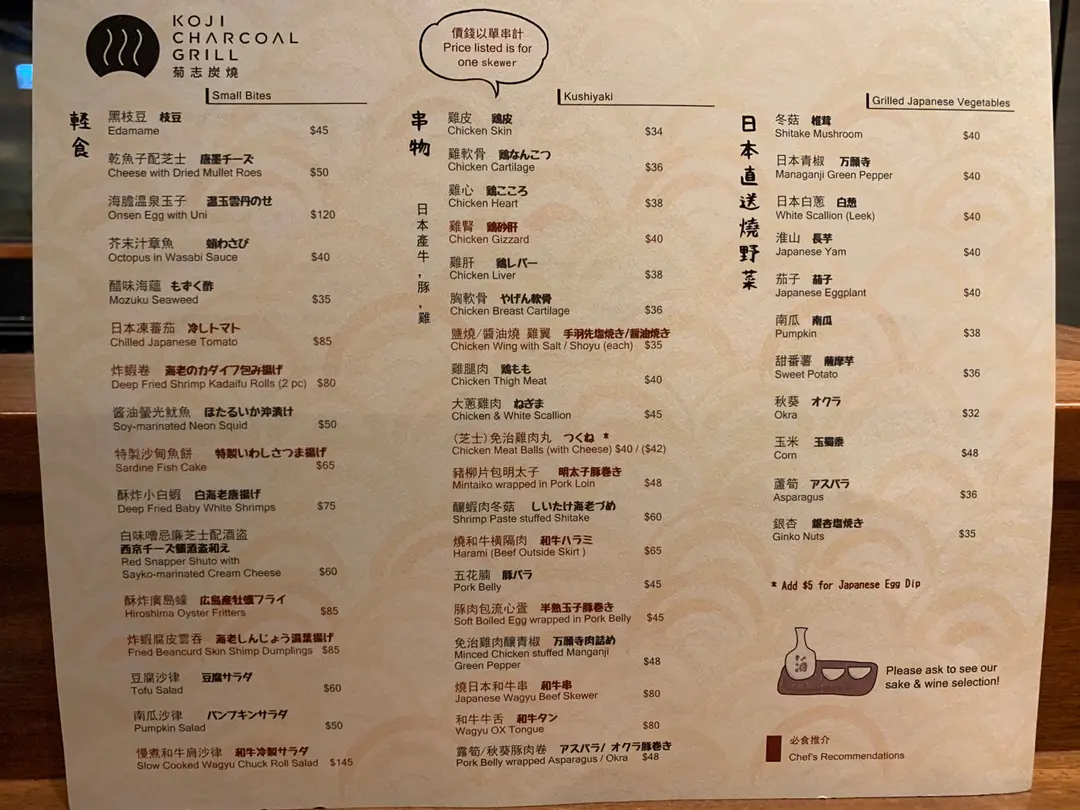 KOJI
CHARCOAL
GRILL
菊志炭燒
Small Bites
輕食
黑枝豆 枝豆
Edamame $45
乾魚子配芝士 唐墨チーズ
Cheese with Dried Mullet Roes $50
海膽溫泉玉子 温玉雲丹のせ
Onsen Egg with Uni $120
芥末汁章魚 蛸わさび
Octopus in Wasabi Sauce $40
醋味海蘊 もずく酢
Mozuku Seaweed $35
日本凍蕃茄 冷しトマト
Chilled Japanese Tomato $85
炸蝦卷 海老のカダイフ包み揚げ
Deep Fried Shrimp Kadaifu Rolls (2 pc) $80
醬油螢光魷魚 ほたるいか沖漬け
Soy-marinated Neon Squid $50
特製沙甸魚餅 特製いわしさつま揚げ
Sardine Fish Cake $65
酥炸小白蝦 白海老唐揚げ
Deep Fried Baby White Shrimps $75
白味噌忌廉芝士配酒盗
西京チーズ鯛酒盗和え
Red Snapper Shuto with
Sayko-marinated Cream Cheese $60
酥炸廣島蠔 広島産牡蠣フライ
Hiroshima Oyster Fritters $85
炸蝦腐皮雲吞 海老しんじょう湯葉揚げ
Fried Beancurd Skin Shimp Dumplings $85
豆腐沙律 豆腐サラダ
Tofu Salad $60
南瓜沙律 パンプキンサラダ
Pumpkin Salad $50
慢煮和牛肩沙律 和牛冷製サラダ
Slow Cooked Wagyu Chuck Roll Salad $145
價錢以單串計
Price listed is for
one skewer
Kushiyaki
串物
日本產牛，豚，雞
雞皮 鶏皮
Chicken Skin $34
雞軟骨 鶏なんこつ
Chicken Cartilage $36
雞心 鶏こころ
Chicken Heart $38
雞腎 鶏砂肝
Chicken Gizzard $40
雞肝 鶏レバー
Chicken Liver $38
胸軟骨 やげん軟骨
Chicken Breast Cartilage $36
鹽燒/醬油燒 雞翼 手羽先塩焼き/醤油焼き
Chicken Wing with Salt / Shoyu (each) $35
雞腿肉 鶏もも
Chicken Thigh Meat $40
大蔥雞肉 ねぎま
Chicken & White Scallion $45
(芝士)免治雞肉丸 つくね *
Chicken Meat Balls (with Cheese) $40 / ($42)
豬柳片包明太子 明太子豚巻き
Mintaiko wrapped in Pork Loin $48
釀蝦肉冬菇 しいたけ海老づめ
Shrimp Paste stuffed Shitake $60
燒和牛橫隔肉 和牛ハラミ
Harami (Beef Outside Skirt ) $65
五花腩 豚バラ
Pork Belly $45
豚肉包流心蛋 半熟玉子豚巻き
Soft Boiled Egg wrapped in Pork Belly $45
免治雞肉釀青椒 万願寺肉詰め
Minced Chicken stuffed Manganji
Green Pepper $48
燒日本和牛串 和牛串
Japanese Wagyu Beef Skewer $80
和牛牛舌 和牛タン
Wagyu OX Tongue $80
露筍/秋葵豚肉卷 アスパラ/ オクラ豚巻き
Pork Belly wrapped Asparagus / Okra $48
Grilled Japanese Vegetables
日本直送燒野菜
冬菇 椎茸
Shitake Mushroom $40
日本青椒 万願寺
Managanji Green Pepper $40
日本白蔥 白葱
White Scallion (Leek) $40
淮山 長芋
Japanese Yam $40
茄子 茄子
Japanese Eggplant $40
南瓜 南瓜
Pumpkin $38
甜番薯 薩摩芋
Sweet Potato $36
秋葵 オクラ
Okra $32
玉米 玉蜀黍
Corn $48
蘆筍 アスパラ
Asparagus $36
銀杏 銀杏塩焼き
Ginko Nuts $35
* Add $5 for Japanese Egg Dip
酒
Please ask to see our
sake & wine selection!
必食推介
Chef's Recommendations